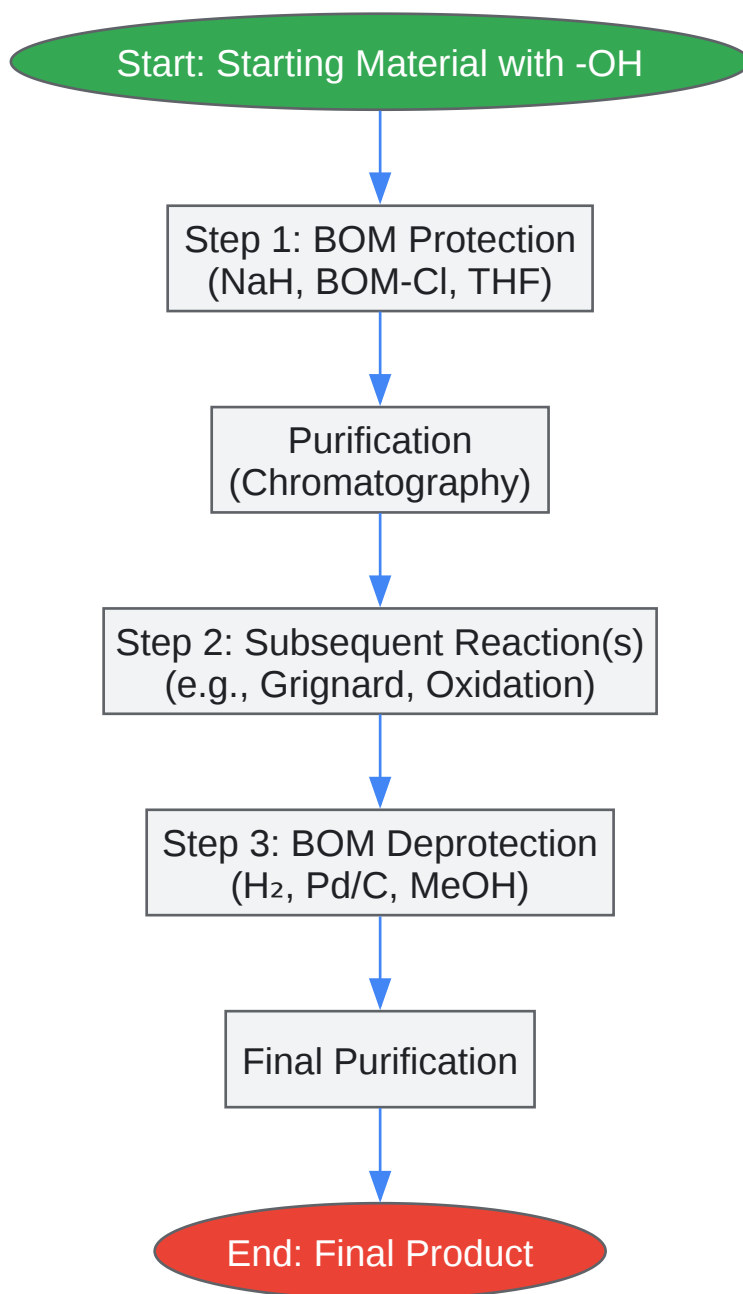 Start: Starting Material with -OH
Step 1: BOM Protection
(NaH, BOM-Cl, THF)
Purification
(Chromatography)
Step 2: Subsequent Reaction(s)
(e.g., Grignard, Oxidation)
Step 3: BOM Deprotection
(H₂, Pd/C, MeOH)
Final Purification
End: Final Product